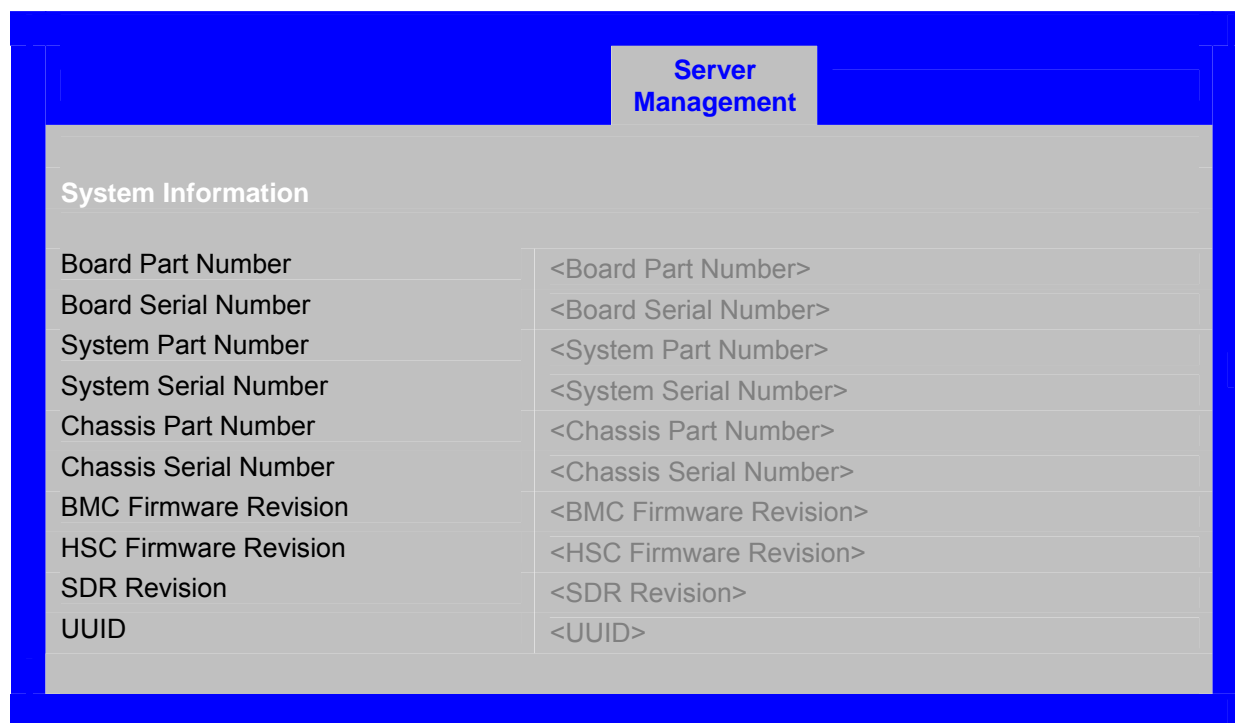 Server
Management
System Information
Board Part Number <Board Part Number>
Board Serial Number <Board Serial Number>
System Part Number <System Part Number>
System Serial Number <System Serial Number>
Chassis Part Number <Chassis Part Number>
Chassis Serial Number <Chassis Serial Number>
BMC Firmware Revision <BMC Firmware Revision>
HSC Firmware Revision <HSC Firmware Revision>
SDR Revision <SDR Revision>
UUID <UUID>